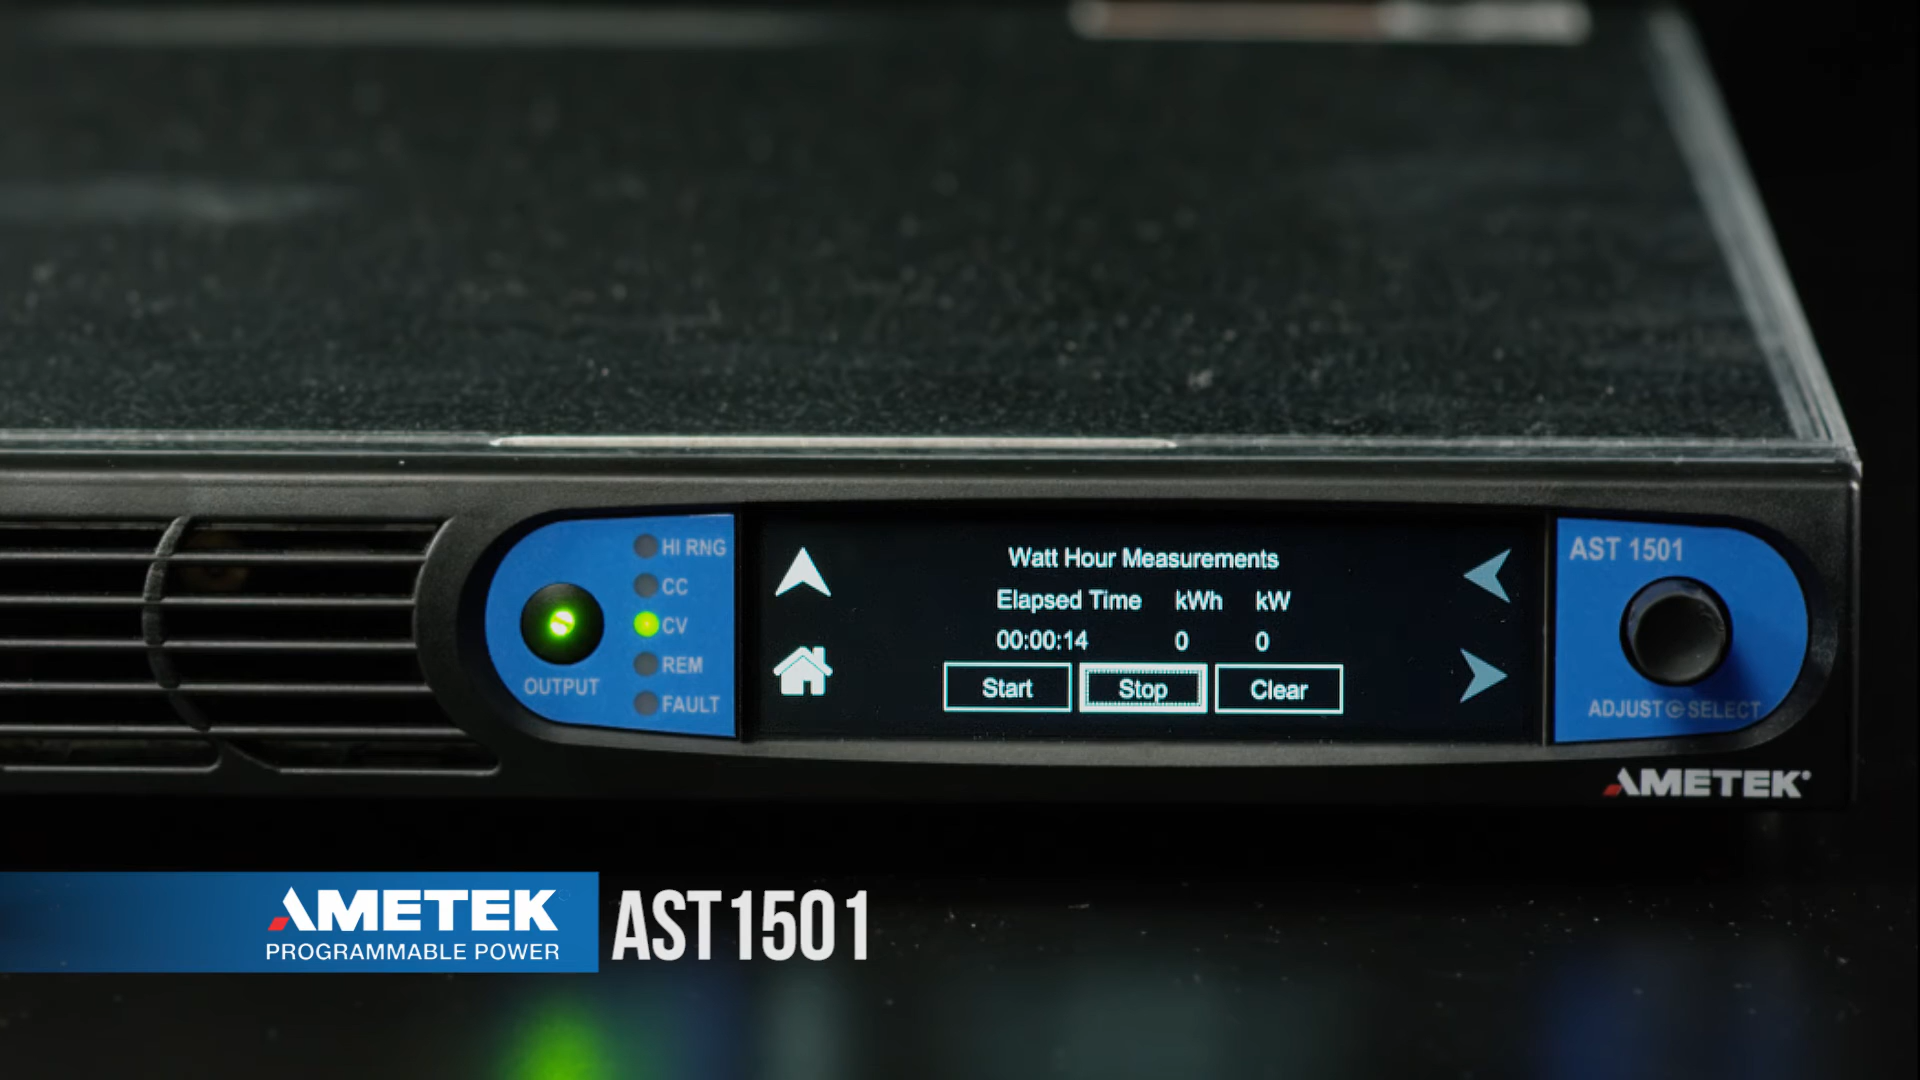 HI RNG
CC
CV
REM
FAULT
OUTPUT
Watt Hour Measurements
Elapsed Time kWh kW
00:00:14 0 0
Start Stop Clear
AST 1501
ADJUST SELECT
AMETEK
AMETEK
PROGRAMMABLE POWER
AST1501